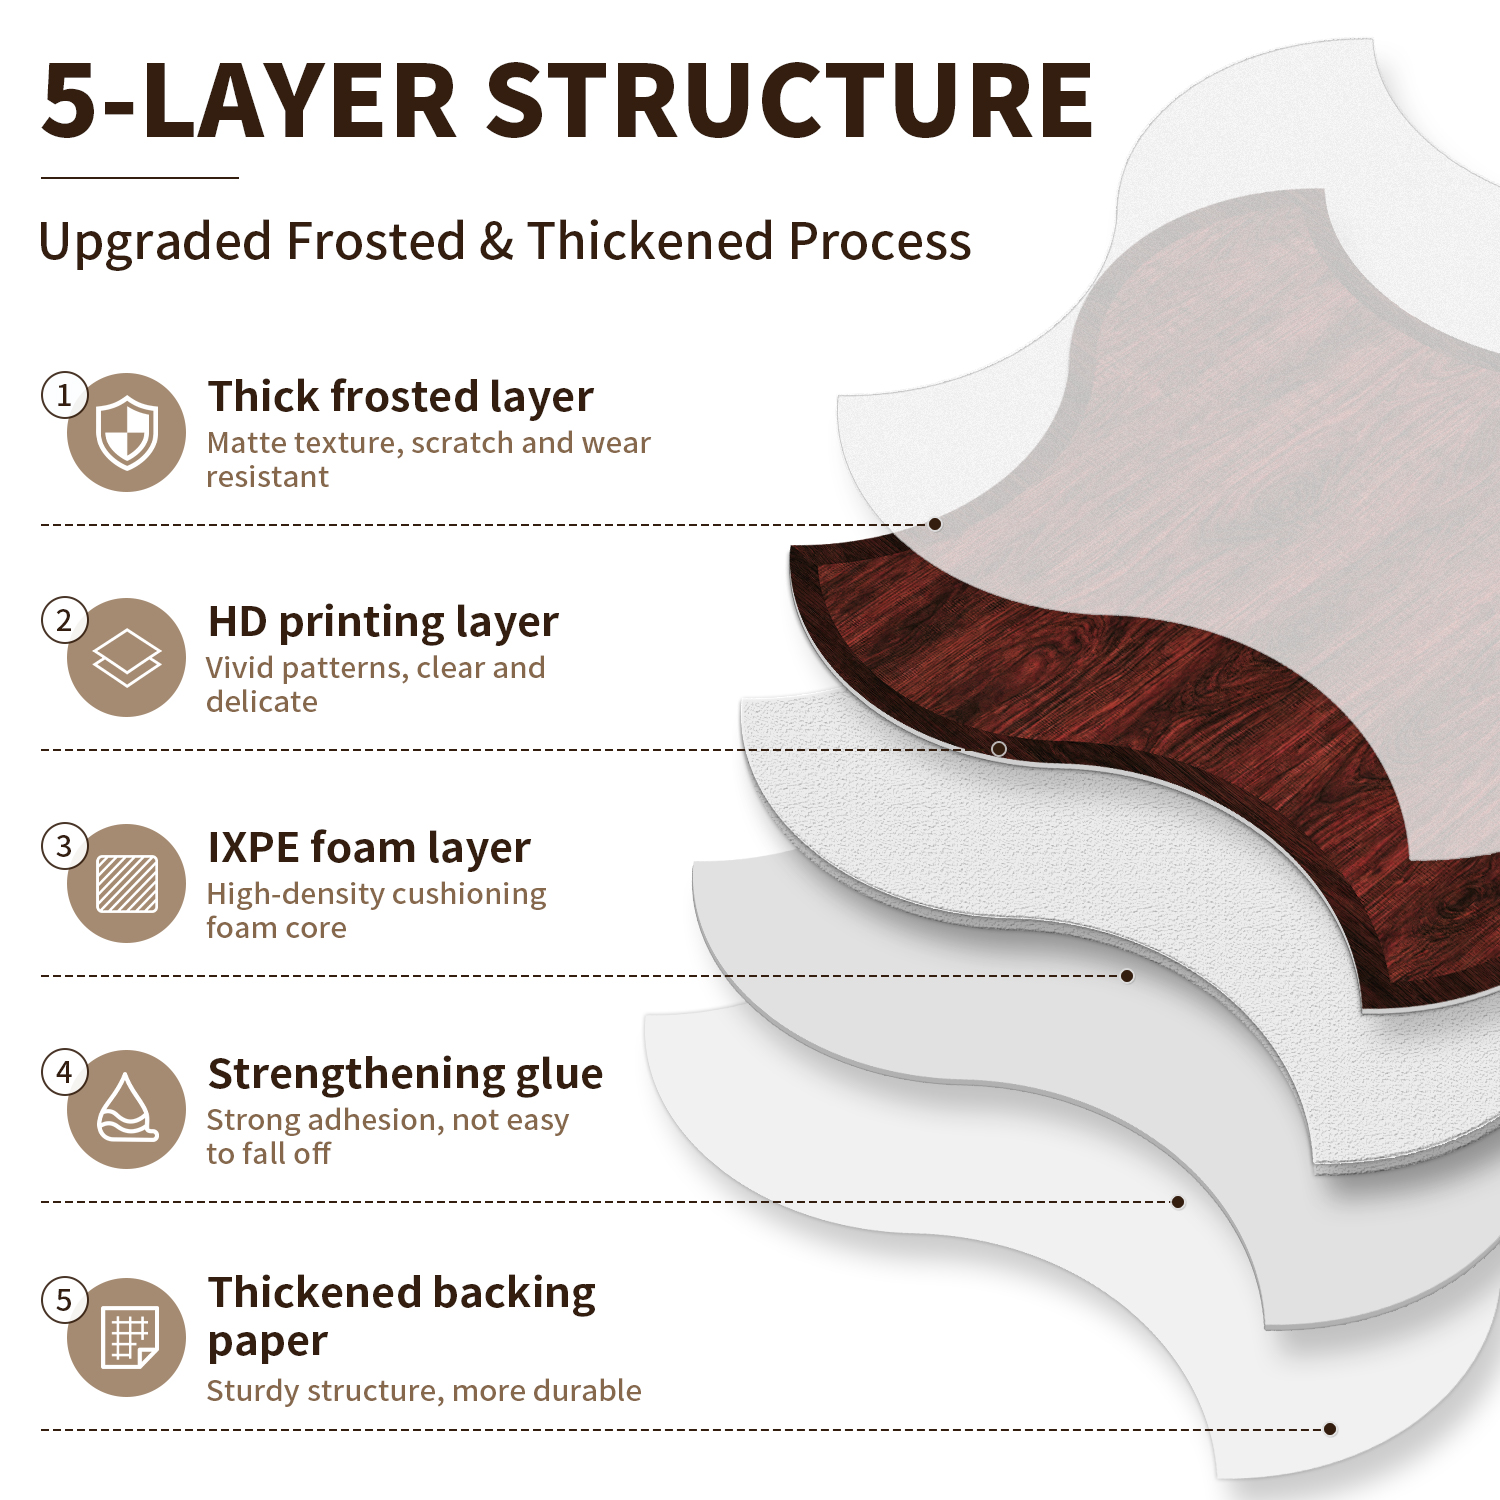 5-LAYER STRUCTURE
Upgraded Frosted & Thickened Process
1
Thick frosted layer
Matte texture, scratch and wear
resistant
2
HD printing layer
Vivid patterns, clear and
delicate
3
IXPE foam layer
High-density cushioning
foam core
4
Strengthening glue
Strong adhesion, not easy
to fall off
5
Thickened backing
paper
Sturdy structure, more durable